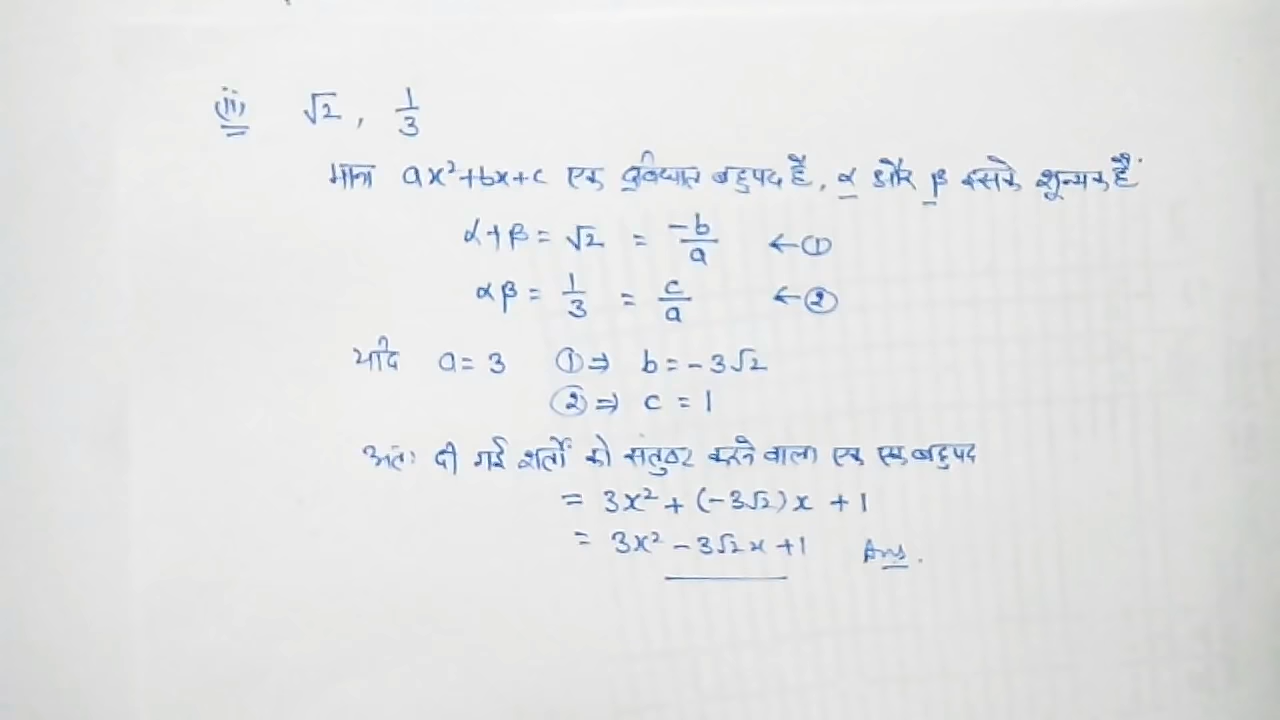 (ii) √2, 1/3
माना ax²+bx+c एक द्विघात बहुपद है, α और β इसके शून्यक हैं
α+β = √2 = -b/a ←①
αβ = 1/3 = c/a ←②
यदि a = 3 ①⇒ b = -3√2
②⇒ c = 1
अतः दी गई शर्तों को संतुष्ट करने वाला एक एक बहुपद
= 3x² + (-3√2)x + 1
= 3x² - 3√2x + 1 Ans.